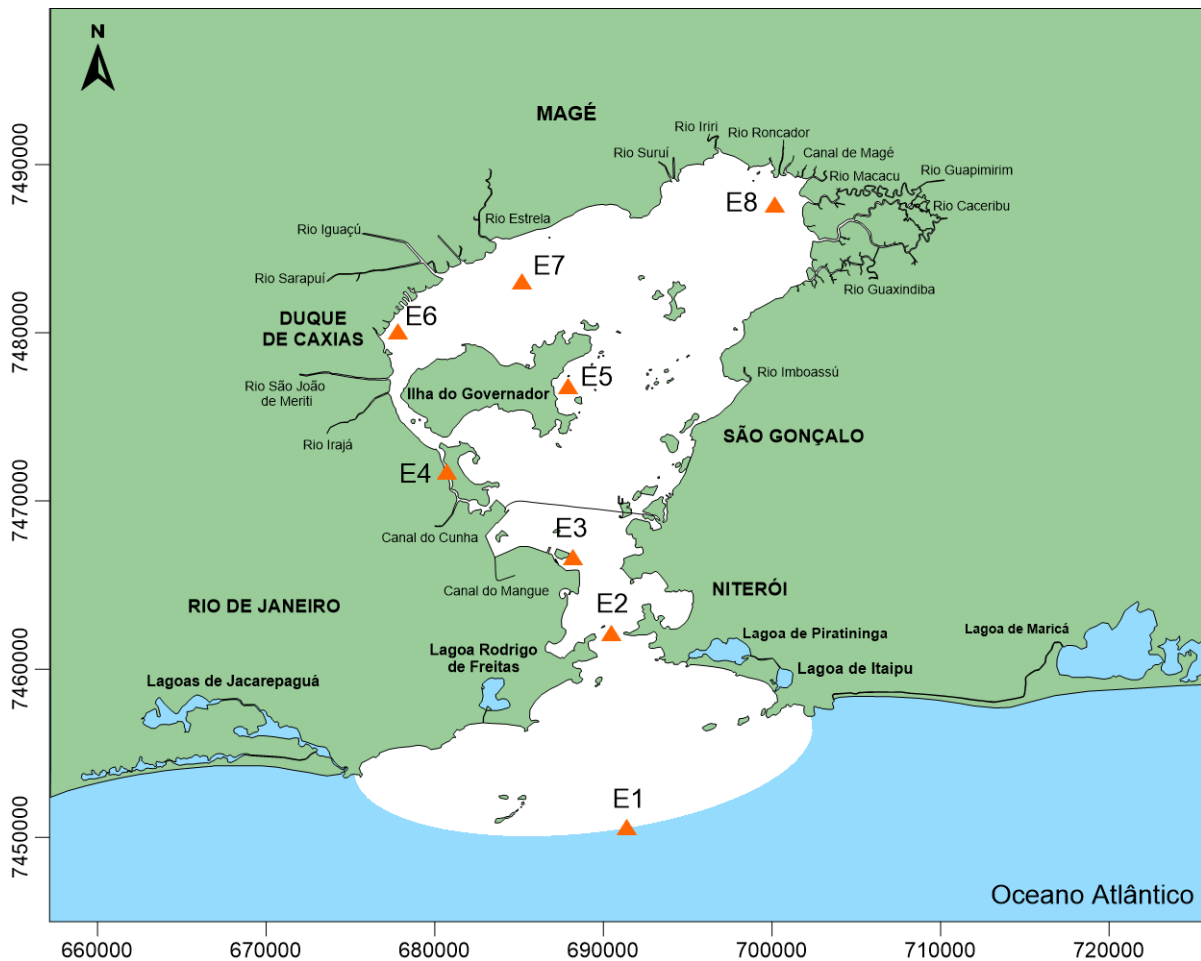 N
MAGÉ
Rio Iriri
Rio Roncador
Rio Suruí
Canal de Magé
Rio Macacu
Rio Guapimirim
E8
Rio Caceribu
Rio Estrela
Rio Iguaçú
Rio Sarapuí
E7
Rio Guaxindiba
E6
DUQUE
DE CAXIAS
E5
Rio Imboassú
Rio São João
de Meriti
Ilha do Governador
Rio Irajá
SÃO GONÇALO
E4
E3
Canal do Cunha
Canal do Mangue
NITERÓI
RIO DE JANEIRO
E2
Lagoa de Piratininga
Lagoa de Maricá
Lagoa Rodrigo
de Freitas
Lagoa de Itaipu
Lagoas de Jacarepaguá
E1
Oceano Atlântico
7490000
7480000
7470000
7460000
7450000
660000
670000
680000
690000
700000
710000
720000